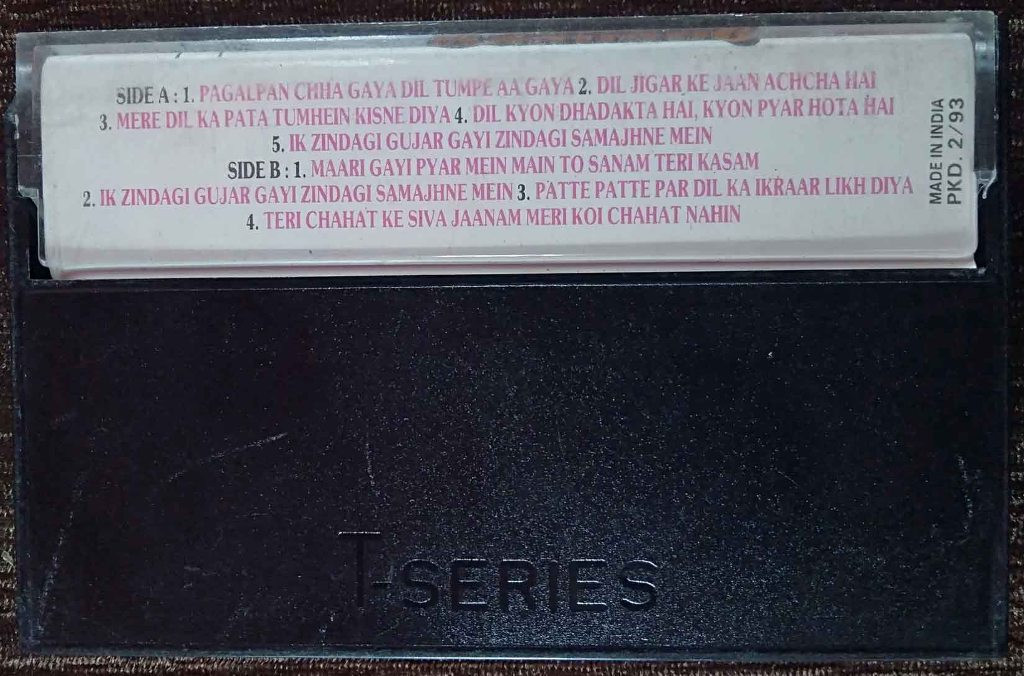 SIDE A : 1. PAGALPAN CHHA GAYA DIL TUMPE AA GAYA 2. DIL JIGAR KE JAAN ACHCHA HAI
3. MERE DIL KA PATA TUMHEIN KISNE DIYA 4. DIL KYON DHADAKTA HAI, KYON PYAR HOTA HAI
5. IK ZINDAGI GUJAR GAYI ZINDAGI SAMAJHNE MEIN
SIDE B : 1. MAARI GAYI PYAR MEIN MAIN TO SANAM TERI KASAM
2. IK ZINDAGI GUJAR GAYI ZINDAGI SAMAJHNE MEIN 3. PATTE PATTE PAR DIL KA IKRAAR LIKH DIYA
4. TERI CHAHAT KE SIVA JAANAM MERI KOI CHAHAT NAHIN
MADE IN INDIA
PKD. 2/93
T-SERIES